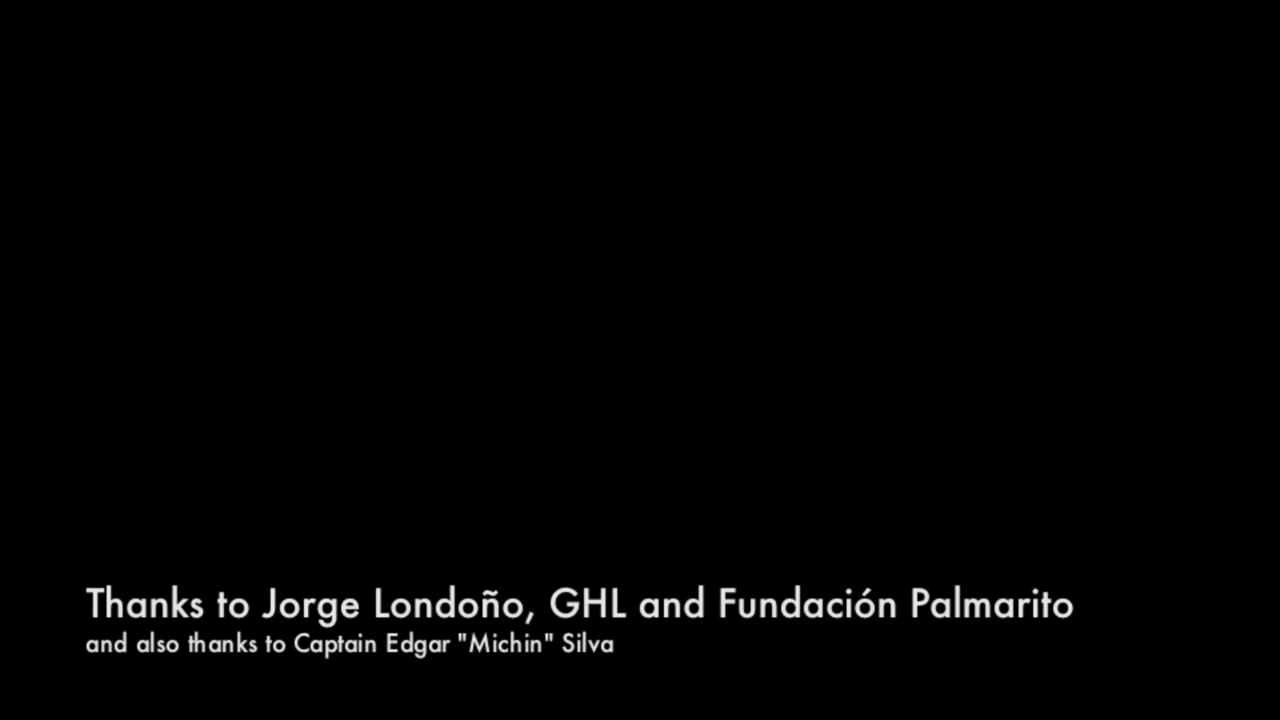 Thanks to Jorge Londoño, GHL and Fundación Palmarito
and also thanks to Captain Edgar "Michin" Silva